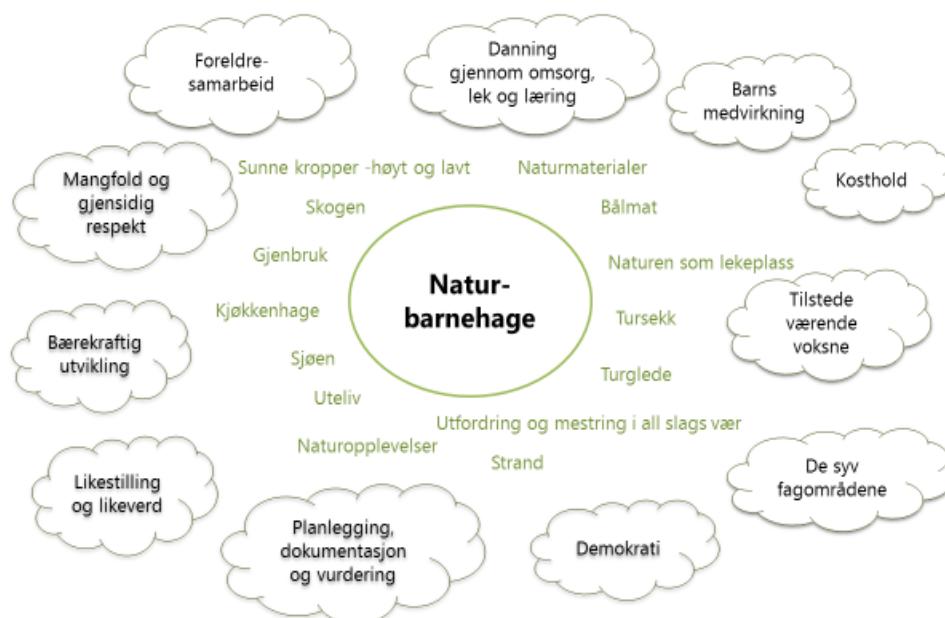 Foreldre-
samarbeid
Danning
gjennom omsorg,
lek og læring
Barns
medvirkning
Kosthold
Mangfold og
gjensidig
respekt
Sunne kropper -høyt og lavt
Naturmaterialer
Skogen
Bålmat
Gjenbruk
Naturen som lekeplass
Kjøkkenhage
Natur-
barnehage
Tursekk
Tilstede
værende
voksne
Bærekraftig
utvikling
Sjøen
Turglede
Uteliv
Utfordring og mestring i all slags vær
Naturopplevelser
Strand
Likestilling
og likeverd
De syv
fagområdene
Planlegging,
dokumentasjon
og vurdering
Demokrati